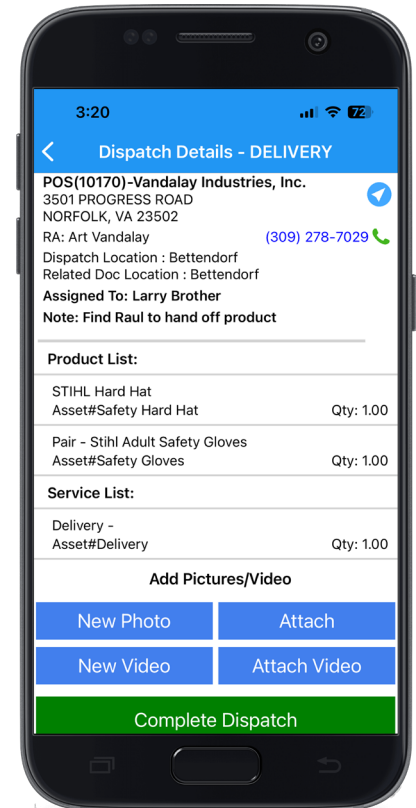 3:20
72
Dispatch Details - DELIVERY
POS(10170)-Vandalay Industries, Inc.
3501 PROGRESS ROAD
NORFOLK, VA 23502
RA: Art Vandalay (309) 278-7029
Dispatch Location : Bettendorf
Related Doc Location : Bettendorf
Assigned To: Larry Brother
Note: Find Raul to hand off product
Product List:
STIHL Hard Hat
Asset#Safety Hard Hat Qty: 1.00
Pair - Stihl Adult Safety Gloves
Asset#Safety Gloves Qty: 1.00
Service List:
Delivery -
Asset#Delivery Qty: 1.00
Add Pictures/Video
New Photo Attach
New Video Attach Video
Complete Dispatch